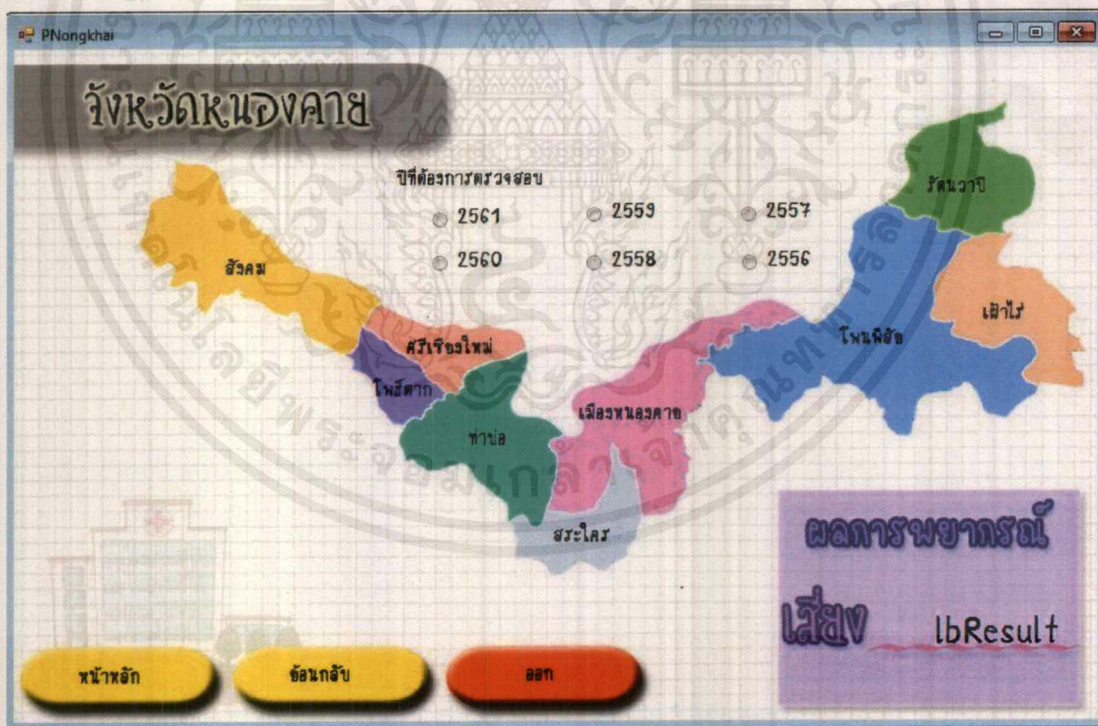 PNongkhai
จังหวัดหนองคาย
ปีที่ต้องการตรวจสอบ
2561 2559 2557
2560 2558 2556
รัตนวาปี
สังคม
เฝ้าไร่
โพนพิสัย
ศรีเชียงใหม่
โพธิ์ตาก
เมืองหนองคาย
ท่าบ่อ
สระใคร
ผลการพยากรณ์
เสี่ยง lbResult
หน้าหลัก ย้อนกลับ ออก